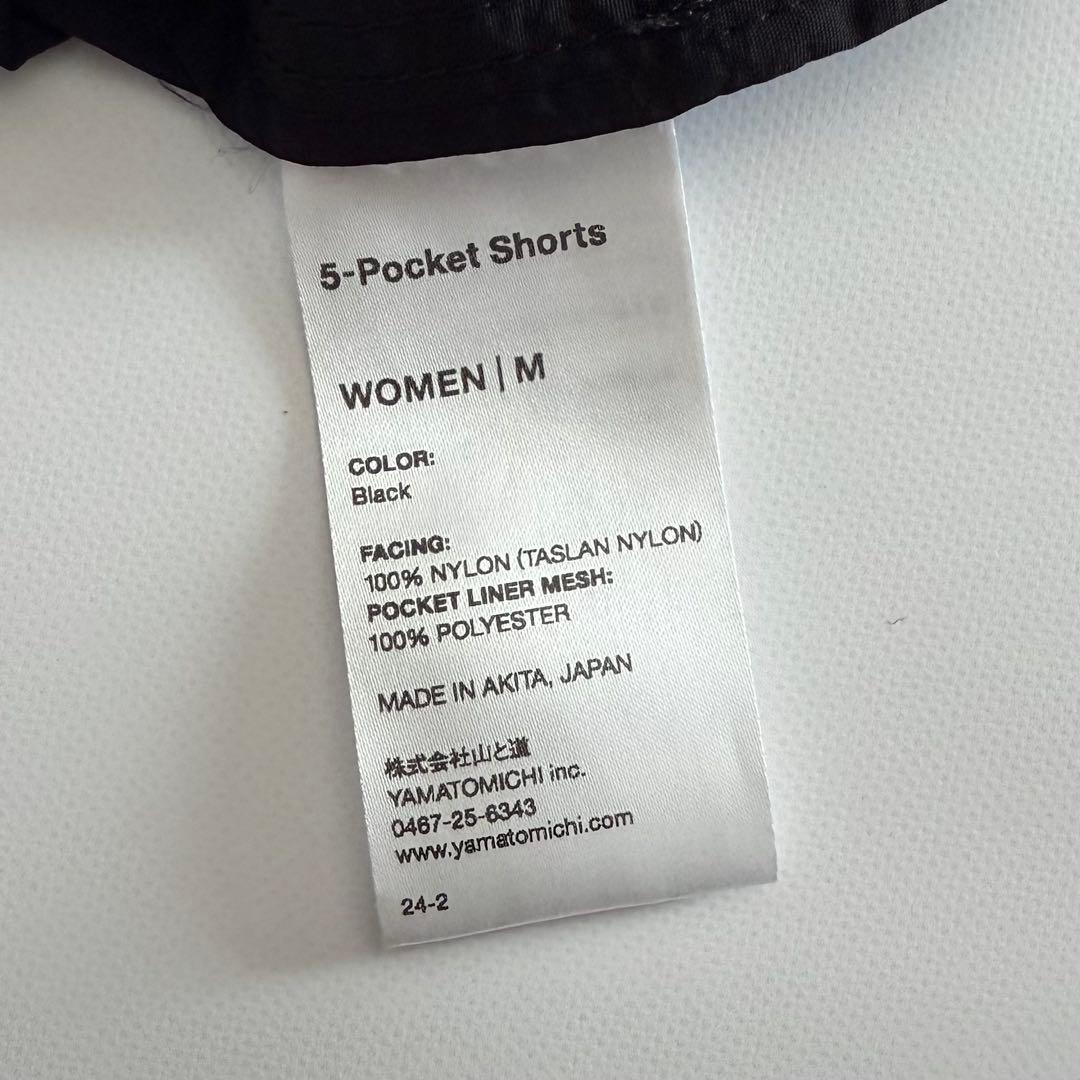 5-Pocket Shorts
WOMEN | M
COLOR:
Black
FACING:
100% NYLON (TASLAN NYLON)
POCKET LINER MESH:
100% POLYESTER
MADE IN AKITA, JAPAN
株式会社山と道
YAMATOMICHI inc.
0467-25-6343
www.yamatomichi.com
24-2